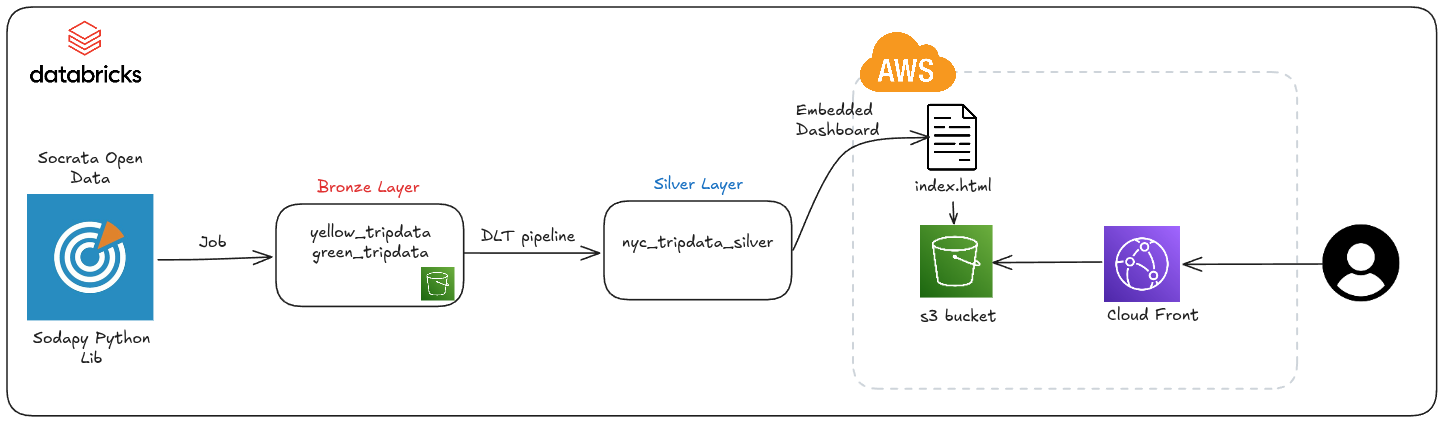 databricks
AWS
Embedded
Dashboard
Socrata Open
Data
Bronze Layer
Silver Layer
index.html
Job
yellow_tripdata
green_tripdata
DLT pipeline
nyc_tripdata_silver
s3 bucket
Cloud Front
Sodapy Python
Lib